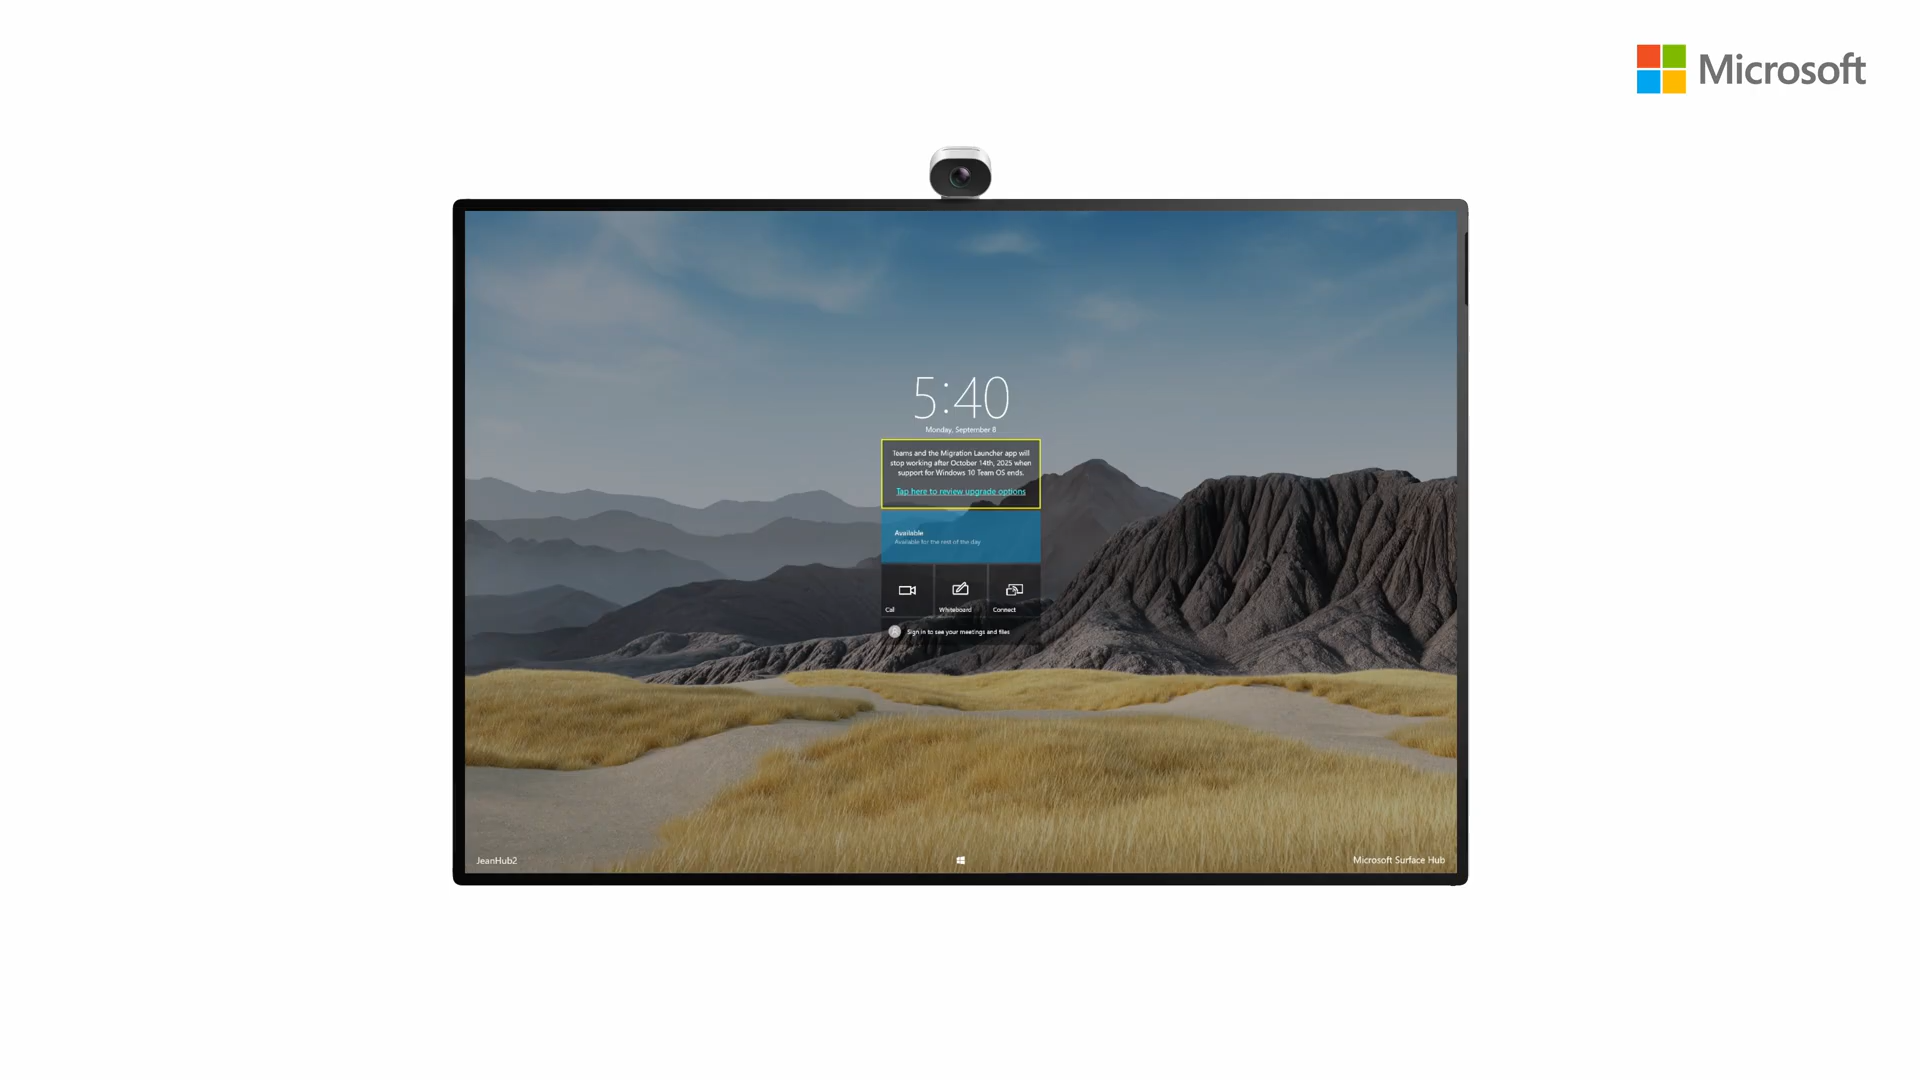 Microsoft
5:40
Monday, September 8
Teams and the Migration Launcher app will
stop working after October 14th, 2025 when
support for Windows 10 Team OS ends.
Tap here to review upgrade options
Available
Available for the rest of the day
Call
Whiteboard
Connect
Sign in to see your meetings and files
JeanHub2
Microsoft Surface Hub